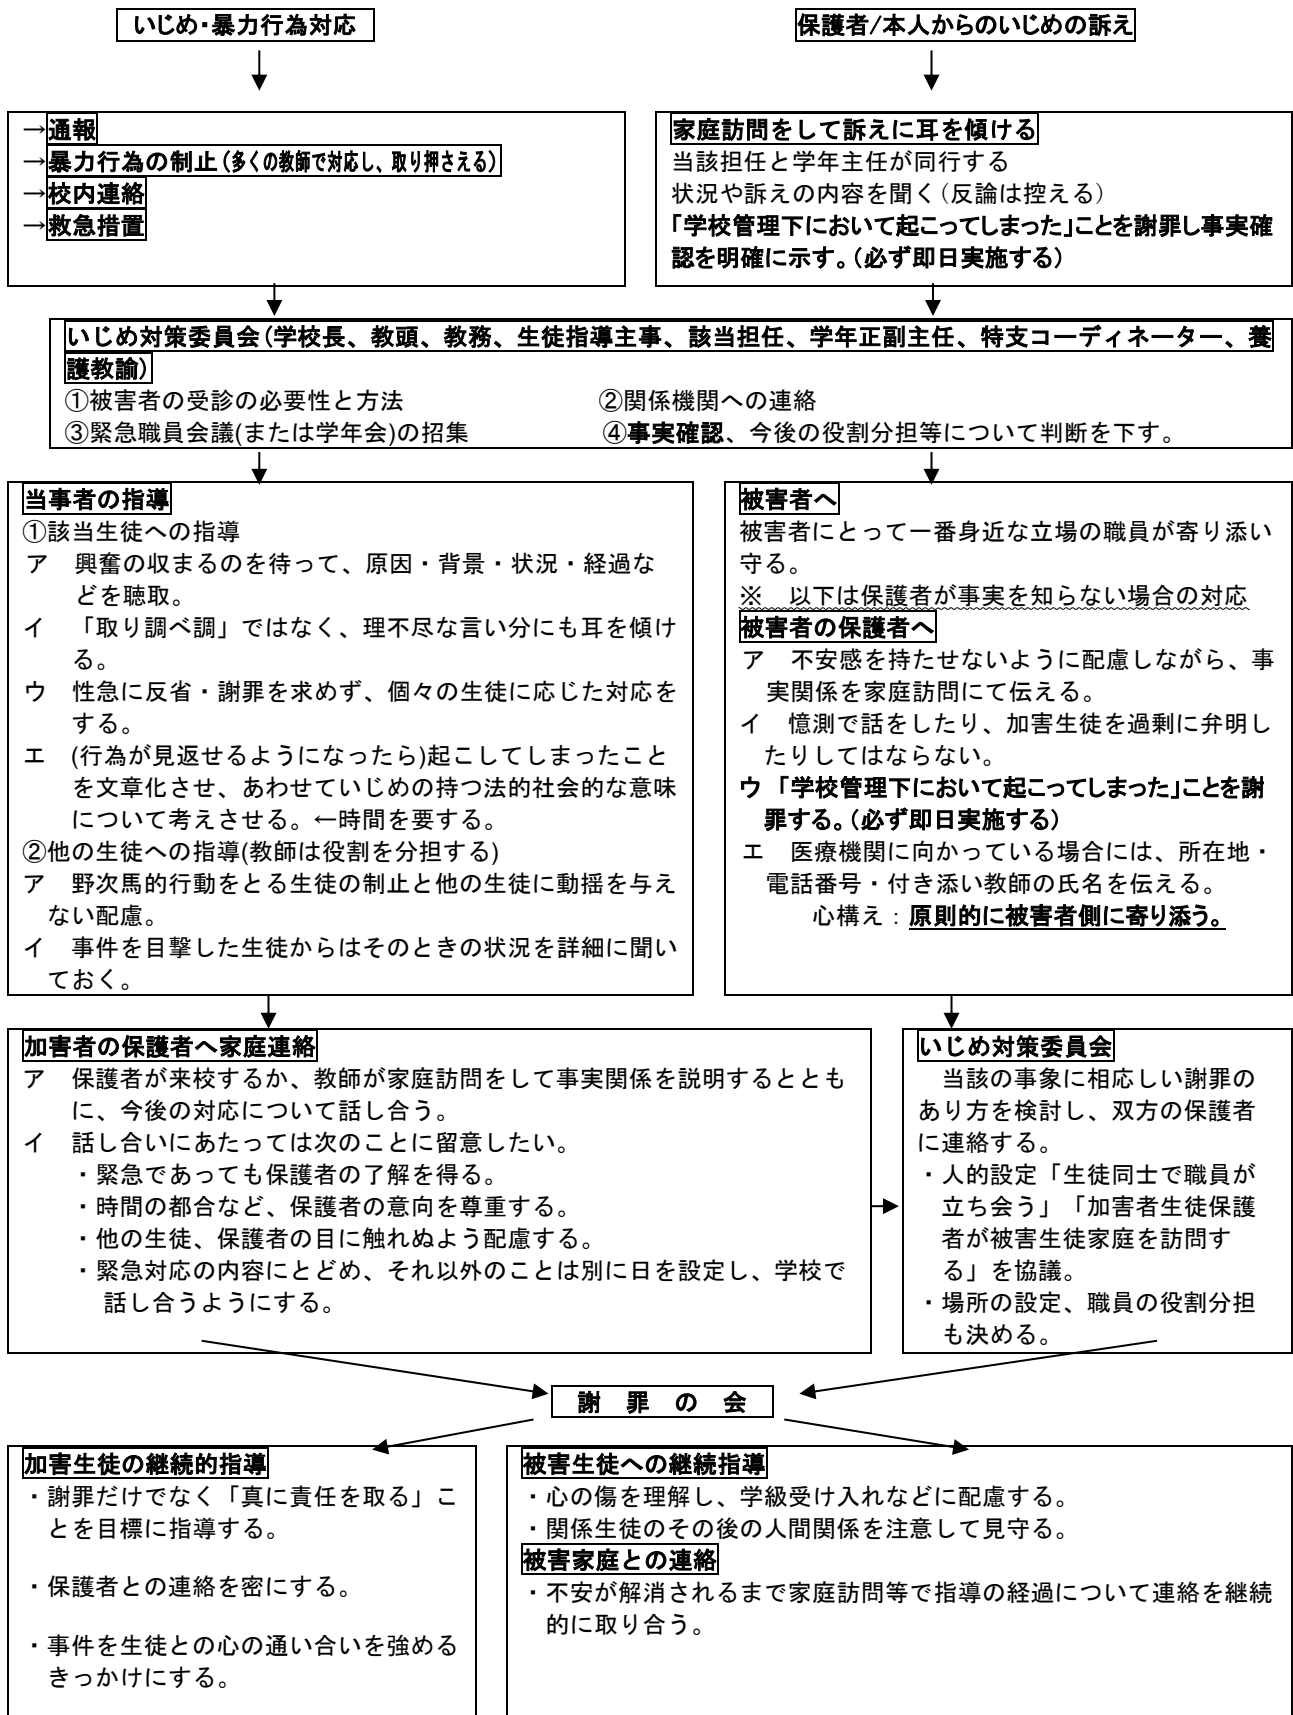 いじめ・暴力行為対応
保護者/本人からのいじめの訴え
→通報
→暴力行為の制止(多くの教師で対応し、取り押さえる)
→校内連絡
→救急措置
家庭訪問をして訴えに耳を傾ける
当該担任と学年主任が同行する
状況や訴えの内容を聞く(反論は控える)
「学校管理下において起こってしまった」ことを謝罪し事実確
認を明確に示す。(必ず即日実施する)
いじめ対策委員会(学校長、教頭、教務、生徒指導主事、該当担任、学年正副主任、特支コーディネーター、養
護教諭)
①被害者の受診の必要性と方法 ②関係機関への連絡
③緊急職員会議(または学年会)の招集 ④事実確認、今後の役割分担等について判断を下す。
当事者の指導
①該当生徒への指導
ア 興奮の収まるのを待って、原因・背景・状況・経過な
どを聴取。
イ 「取り調べ調」ではなく、理不尽な言い分にも耳を傾け
る。
ウ 性急に反省・謝罪を求めず、個々の生徒に応じた対応を
する。
エ (行為が見返せるようになったら)起こしてしまったこと
を文章化させ、あわせていじめの持つ法的社会的な意味
について考えさせる。←時間を要する。
②他の生徒への指導(教師は役割を分担する)
ア 野次馬的行動をとる生徒の制止と他の生徒に動揺を与え
ない配慮。
イ 事件を目撃した生徒からはそのときの状況を詳細に聞い
ておく。
被害者へ
被害者にとって一番身近な立場の職員が寄り添い
守る。
※ 以下は保護者が事実を知らない場合の対応
被害者の保護者へ
ア 不安感を持たせないように配慮しながら、事
実関係を家庭訪問にて伝える。
イ 憶測で話をしたり、加害生徒を過剰に弁明し
たりしてはならない。
ウ 「学校管理下において起こってしまった」ことを謝
罪する。(必ず即日実施する)
エ 医療機関に向かっている場合には、所在地・
電話番号・付き添い教師の氏名を伝える。
心構え:原則的に被害者側に寄り添う。
加害者の保護者へ家庭連絡
ア 保護者が来校するか、教師が家庭訪問をして事実関係を説明するととも
に、今後の対応について話し合う。
イ 話し合いにあたっては次のことに留意したい。
・緊急であっても保護者の了解を得る。
・時間の都合など、保護者の意向を尊重する。
・他の生徒、保護者の目に触れぬよう配慮する。
・緊急対応の内容にとどめ、それ以外のことは別に日を設定し、学校で
話し合うようにする。
いじめ対策委員会
当該の事象に相応しい謝罪の
あり方を検討し、双方の保護者
に連絡する。
・人的設定「生徒同士で職員が
立ち会う」「加害者生徒保護
者が被害生徒家庭を訪問す
る」を協議。
・場所の設定、職員の役割分担
も決める。
謝 罪 の 会
加害生徒の継続的指導
・謝罪だけでなく「真に責任を取る」こ
とを目標に指導する。
・保護者との連絡を密にする。
・事件を生徒との心の通い合いを強める
きっかけにする。
被害生徒への継続指導
・心の傷を理解し、学級受け入れなどに配慮する。
・関係生徒のその後の人間関係を注意して見守る。
被害家庭との連絡
・不安が解消されるまで家庭訪問等で指導の経過について連絡を継続
的に取り合う。